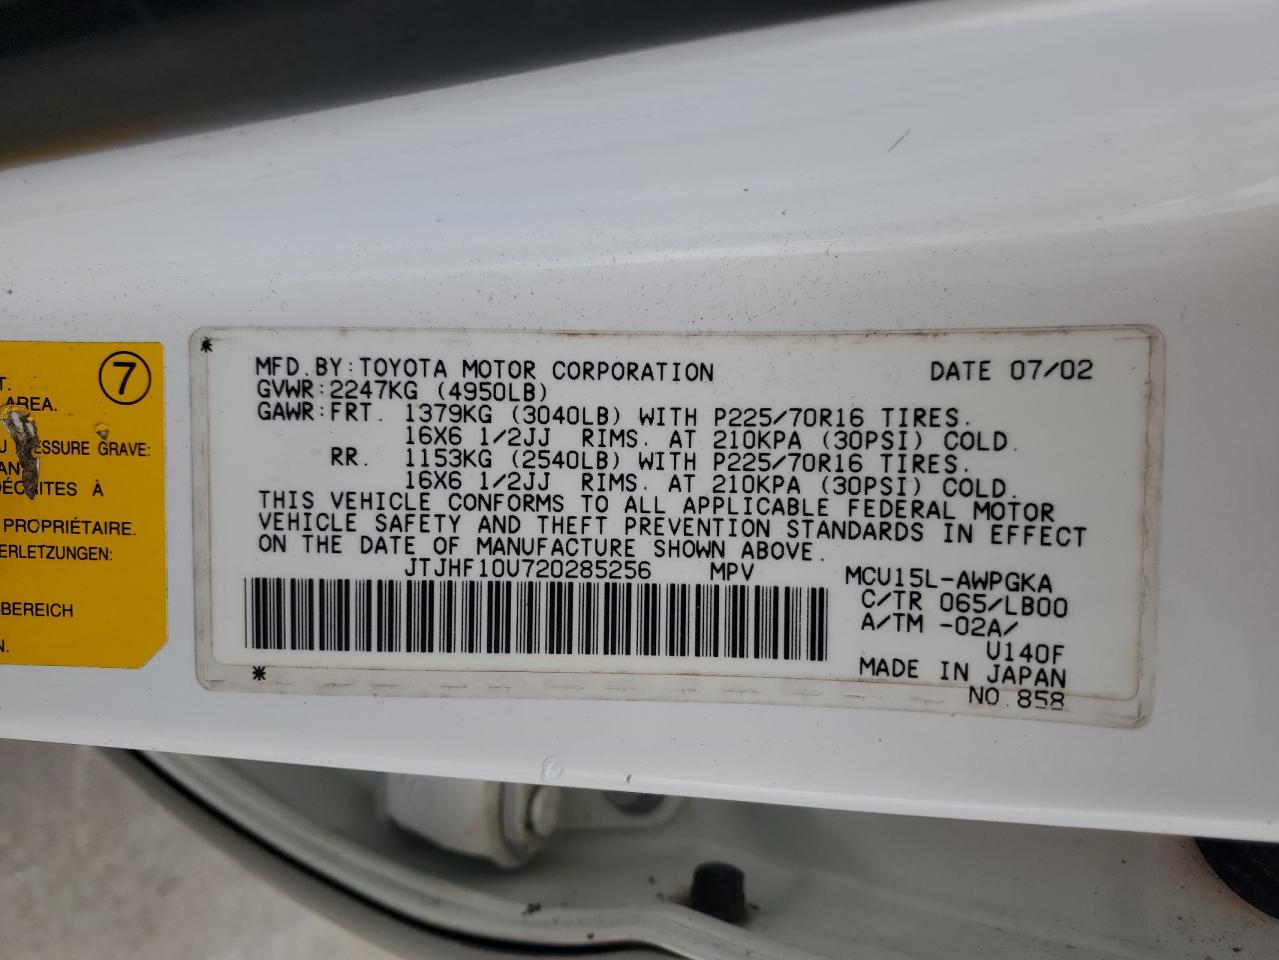 MFD. BY: TOYOTA MOTOR CORPORATION DATE 07/02
GVWR: 2247KG (4950LB)
GAWR: FRT. 1379KG (3040LB) WITH P225/70R16 TIRES.
16X6 1/2JJ RIMS. AT 210KPA (30PSI) COLD.
RR. 1153KG (2540LB) WITH P225/70R16 TIRES.
16X6 1/2JJ RIMS. AT 210KPA (30PSI) COLD.
THIS VEHICLE CONFORMS TO ALL APPLICABLE FEDERAL MOTOR
VEHICLE SAFETY AND THEFT PREVENTION STANDARDS IN EFFECT
ON THE DATE OF MANUFACTURE SHOWN ABOVE.
JTJHF10U720285256 MPV MCU15L-AWPGKA
C/TR 065/LB00
A/TM -02A/
U140F
MADE IN JAPAN
NO.858
* *
7
T.
AREA.
ESSURE GRAVE:
DÉCRITES À
PROPRIÉTAIRE.
ERLETZUNGEN:
BEREICH
N.